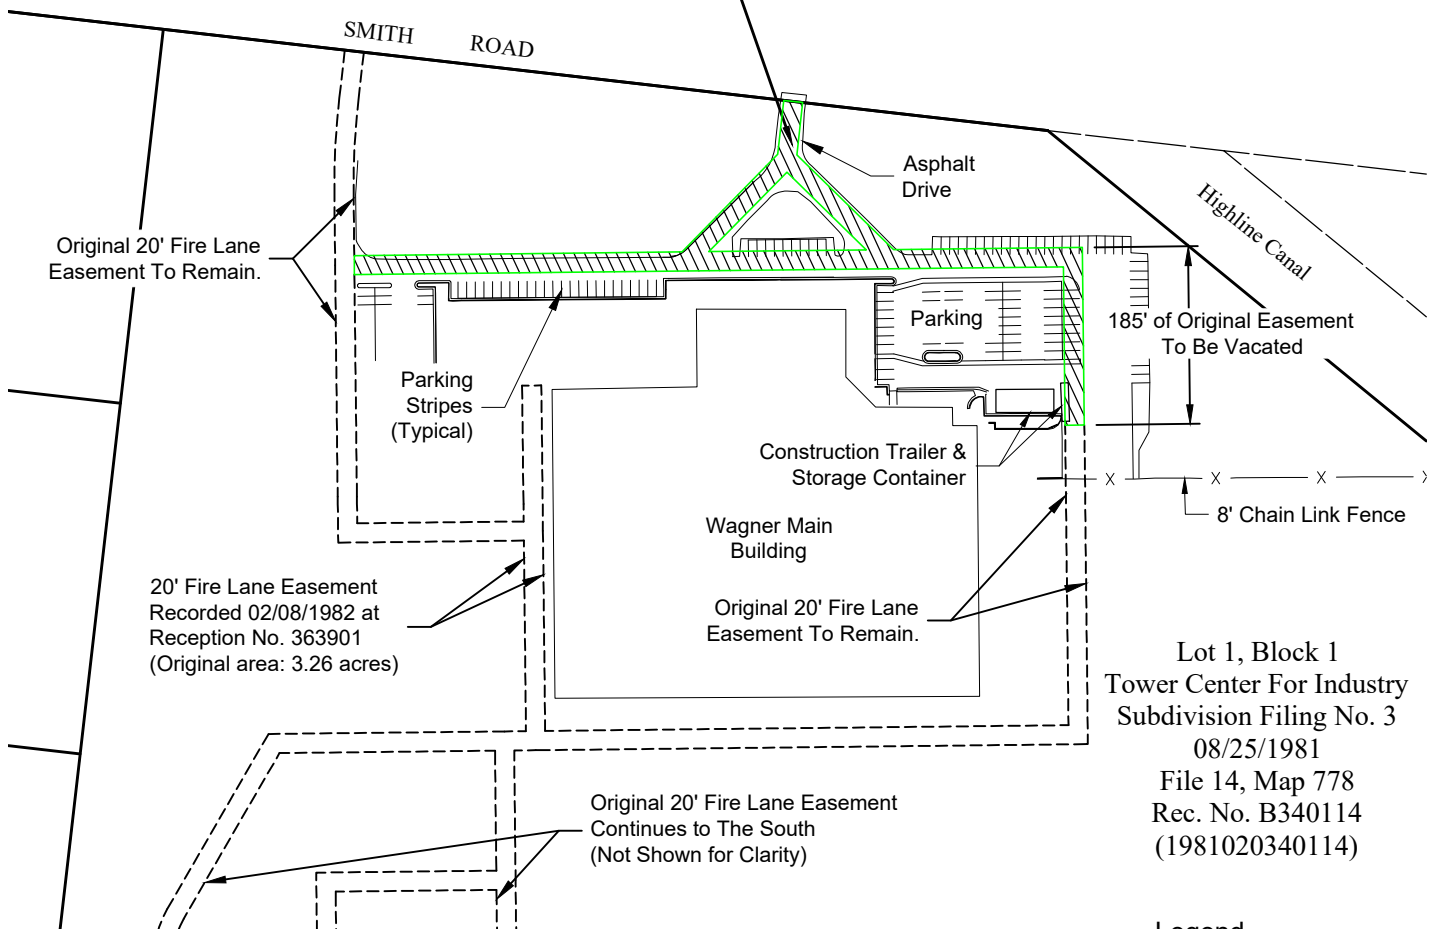 SMITH ROAD
Asphalt
Drive
Highline Canal
Original 20' Fire Lane
Easement To Remain.
Parking
185' of Original Easement
To Be Vacated
Parking
Stripes
(Typical)
Construction Trailer &
Storage Container
X X X X
8' Chain Link Fence
Wagner Main
Building
20' Fire Lane Easement
Recorded 02/08/1982 at
Reception No. 363901
(Original area: 3.26 acres)
Original 20' Fire Lane
Easement To Remain.
Lot 1, Block 1
Tower Center For Industry
Subdivision Filing No. 3
08/25/1981
File 14, Map 778
Rec. No. B340114
(1981020340114)
Original 20' Fire Lane Easement
Continues to The South
(Not Shown for Clarity)
Legend